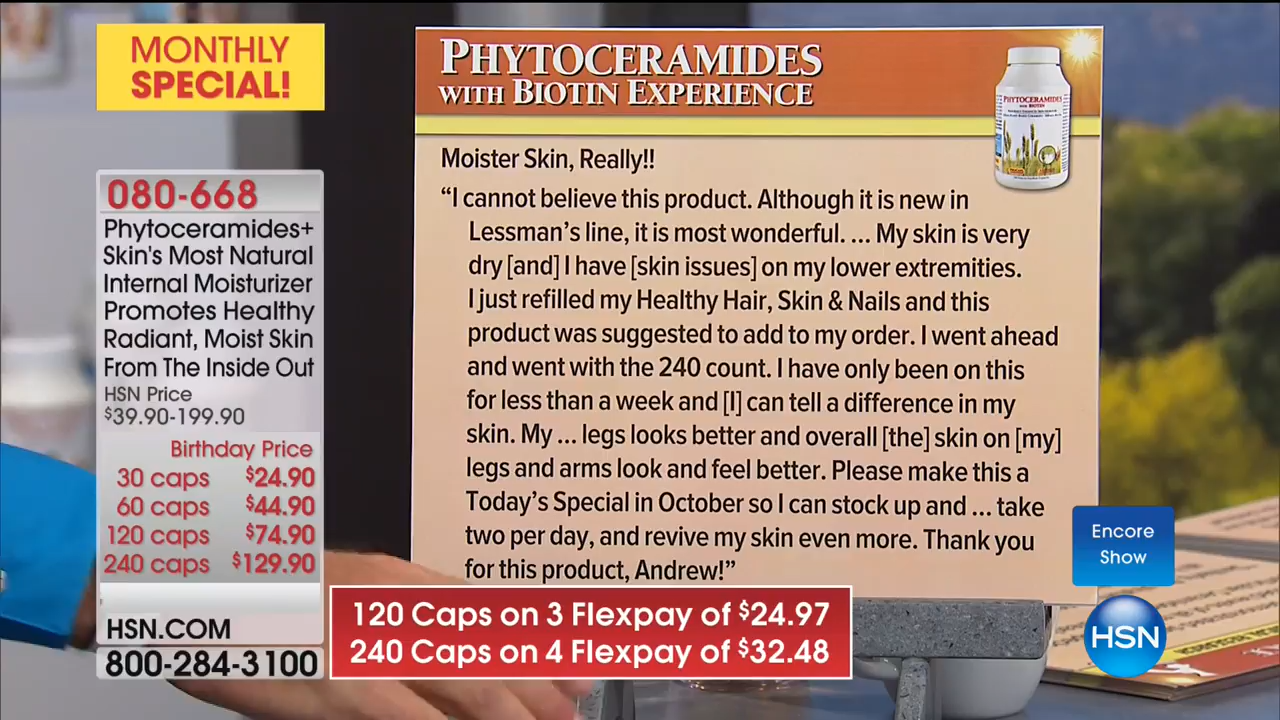 MONTHLY
SPECIAL!
080-668
Phytoceramides+
Skin's Most Natural
Internal Moisturizer
Promotes Healthy
Radiant, Moist Skin
From The Inside Out
HSN Price
$39.90-199.90
Birthday Price
30 caps $24.90
60 caps $44.90
120 caps $74.90
240 caps $129.90
HSN.COM
800-284-3100
PHYTOCERAMIDES
WITH BIOTIN EXPERIENCE
PHYTOCERAMIDES
WITH BIOTIN
Moister Skin, Really!!
“I cannot believe this product. Although it is new in
Lessman’s line, it is most wonderful. ... My skin is very
dry [and] I have [skin issues] on my lower extremities.
I just refilled my Healthy Hair, Skin & Nails and this
product was suggested to add to my order. I went ahead
and went with the 240 count. I have only been on this
for less than a week and [I] can tell a difference in my
skin. My ... legs looks better and overall [the] skin on [my]
legs and arms look and feel better. Please make this a
Today’s Special in October so I can stock up and ... take
two per day, and revive my skin even more. Thank you
for this product, Andrew!”
120 Caps on 3 Flexpay of $24.97
240 Caps on 4 Flexpay of $32.48
Encore
Show
HSN